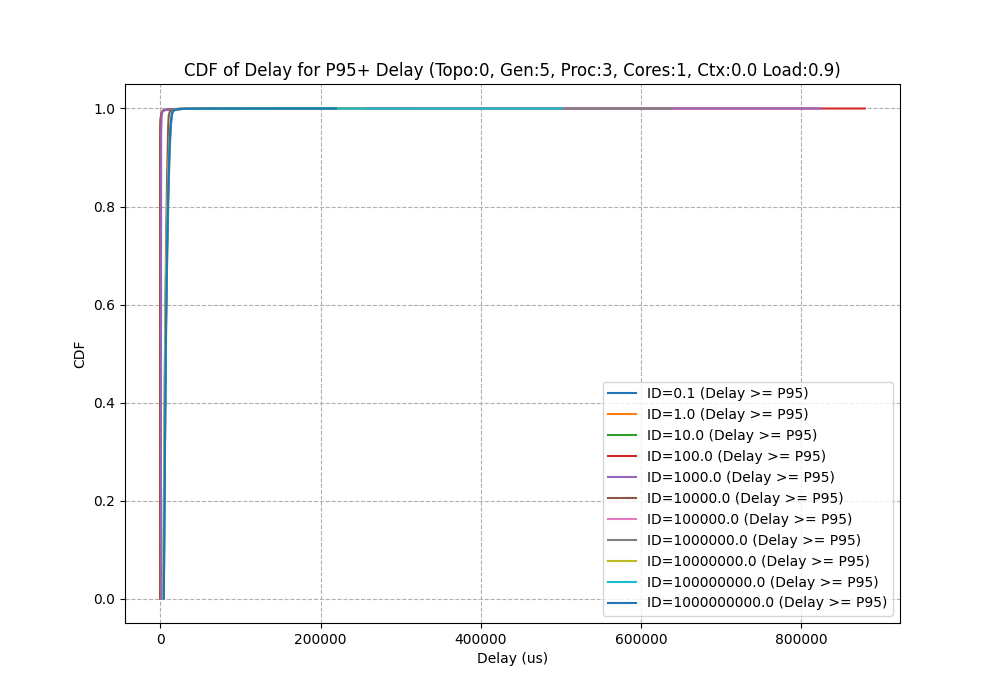 CDF of Delay for P95+ Delay (Topo:0, Gen:5, Proc:3, Cores:1, Ctx:0.0 Load:0.9)
CDF
1.0
0.8
0.6
0.4
0.2
0.0
ID=0.1 (Delay >= P95)
ID=1.0 (Delay >= P95)
ID=10.0 (Delay >= P95)
ID=100.0 (Delay >= P95)
ID=1000.0 (Delay >= P95)
ID=10000.0 (Delay >= P95)
ID=100000.0 (Delay >= P95)
ID=1000000.0 (Delay >= P95)
ID=10000000.0 (Delay >= P95)
ID=100000000.0 (Delay >= P95)
ID=1000000000.0 (Delay >= P95)
0 200000 400000 600000 800000
Delay (us)